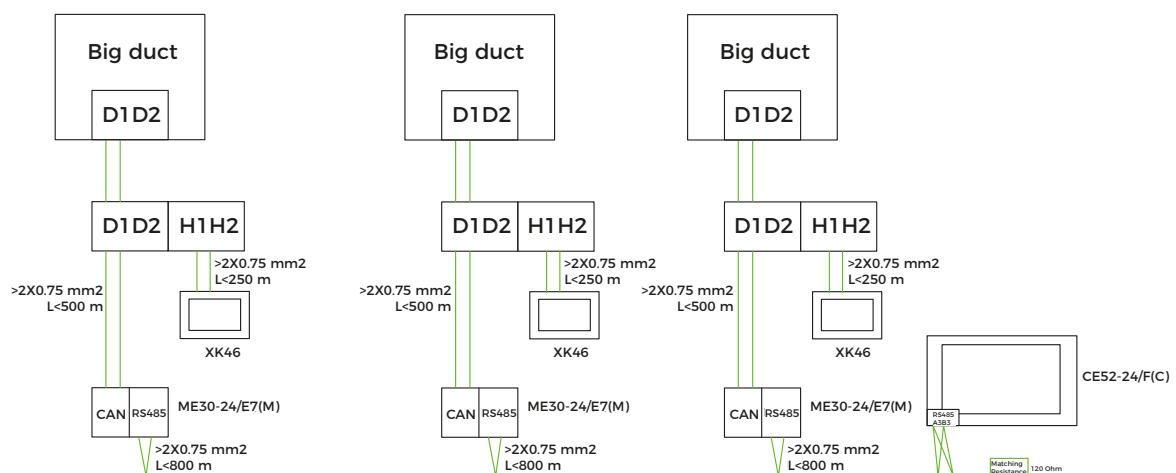 Big duct
D1D2
D1D2
H1H2
>2X0.75 mm2
L<250 m
>2X0.75 mm2
L<500 m
XK46
CAN
RS485
ME30-24/E7(M)
>2X0.75 mm2
L<800 m
Big duct
D1D2
D1D2
H1H2
>2X0.75 mm2
L<250 m
>2X0.75 mm2
L<500 m
XK46
CAN
RS485
ME30-24/E7(M)
>2X0.75 mm2
L<800 m
Big duct
D1D2
D1D2
H1H2
>2X0.75 mm2
L<250 m
>2X0.75 mm2
L<500 m
XK46
CAN
RS485
ME30-24/E7(M)
>2X0.75 mm2
L<800 m
CE52-24/F(C)
RS485
A3B3
Matching
Resistance
120 Ohm